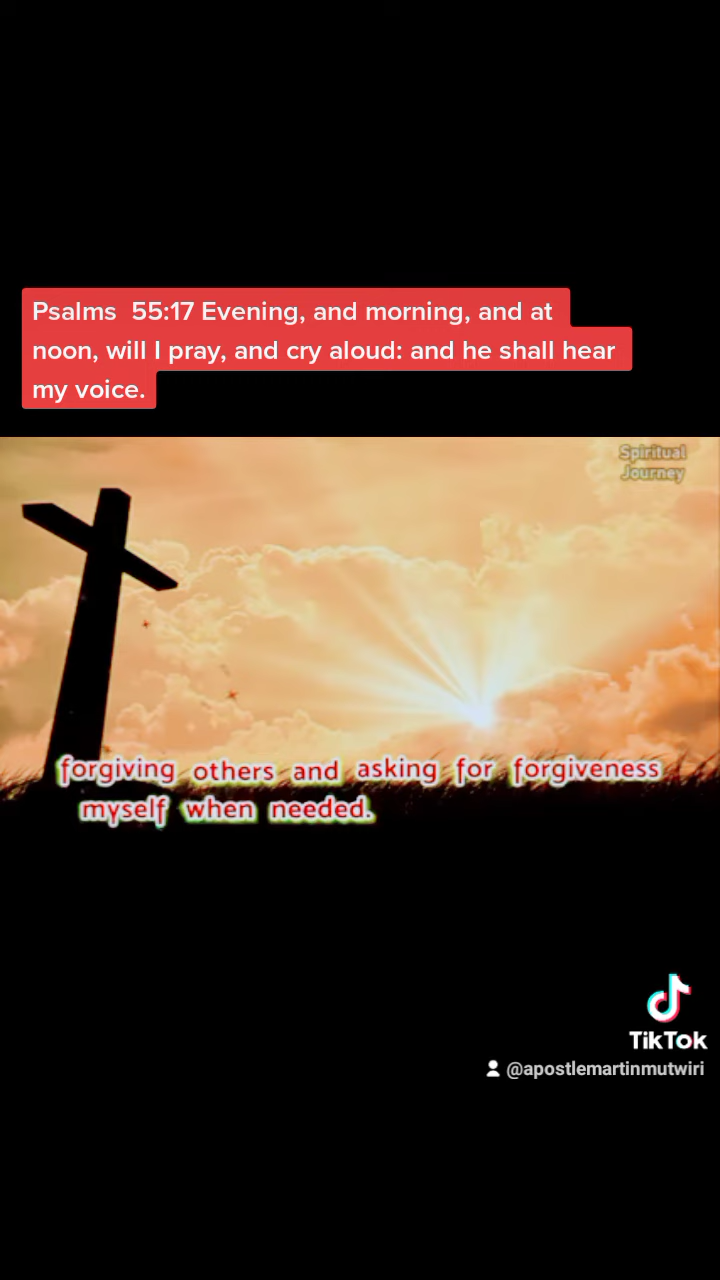 Psalms  55:17 Evening, and morning, and at
noon, will I pray, and cry aloud: and he shall hear
my voice.
Spiritual
Journey
forgiving others and asking for forgiveness
myself when needed.
TikTok
@apostlemartinmutwiri